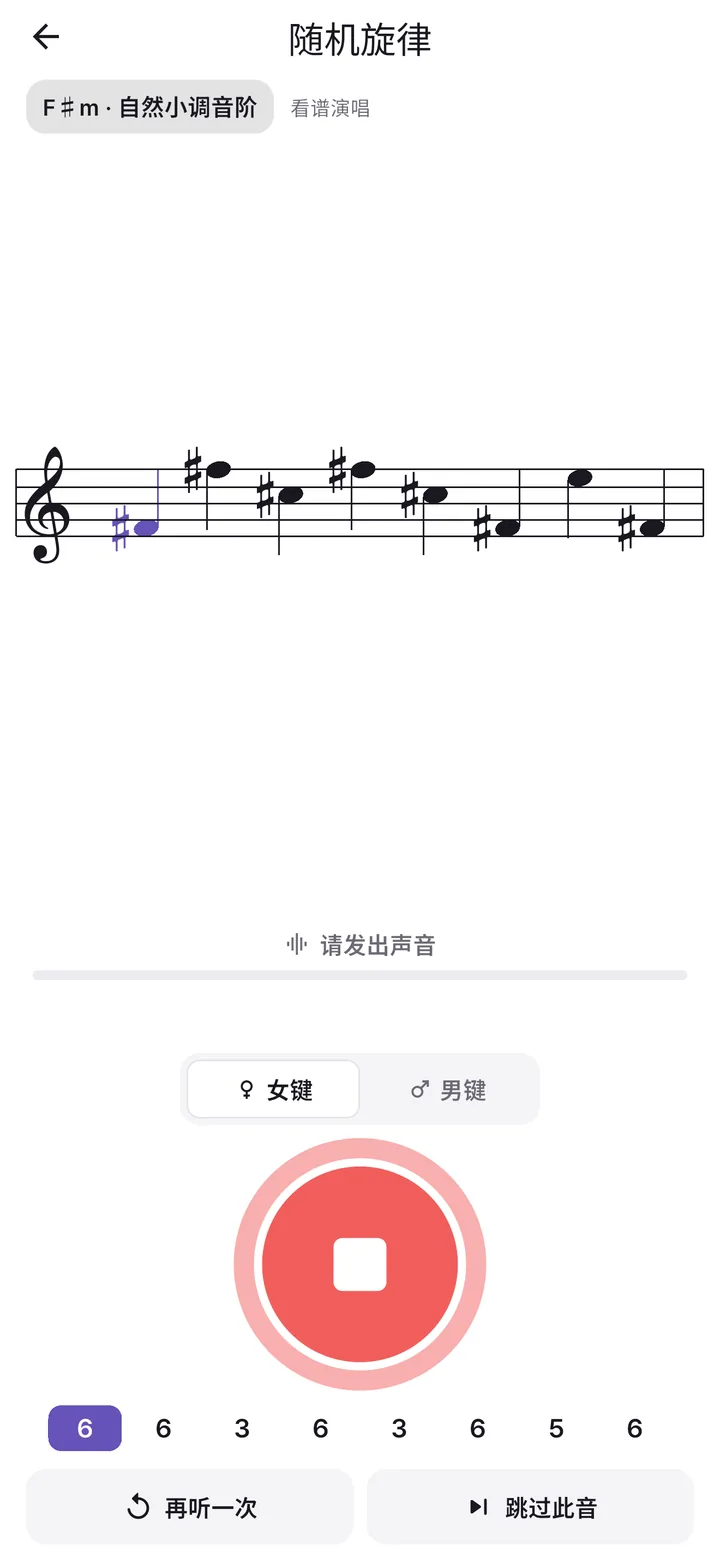 随机旋律
F♯m · 自然小调音阶 看谱演唱
请发出声音
♀ 女键 ♂ 男键
6 6 3 6 3 6 5 6
再听一次 跳过此音